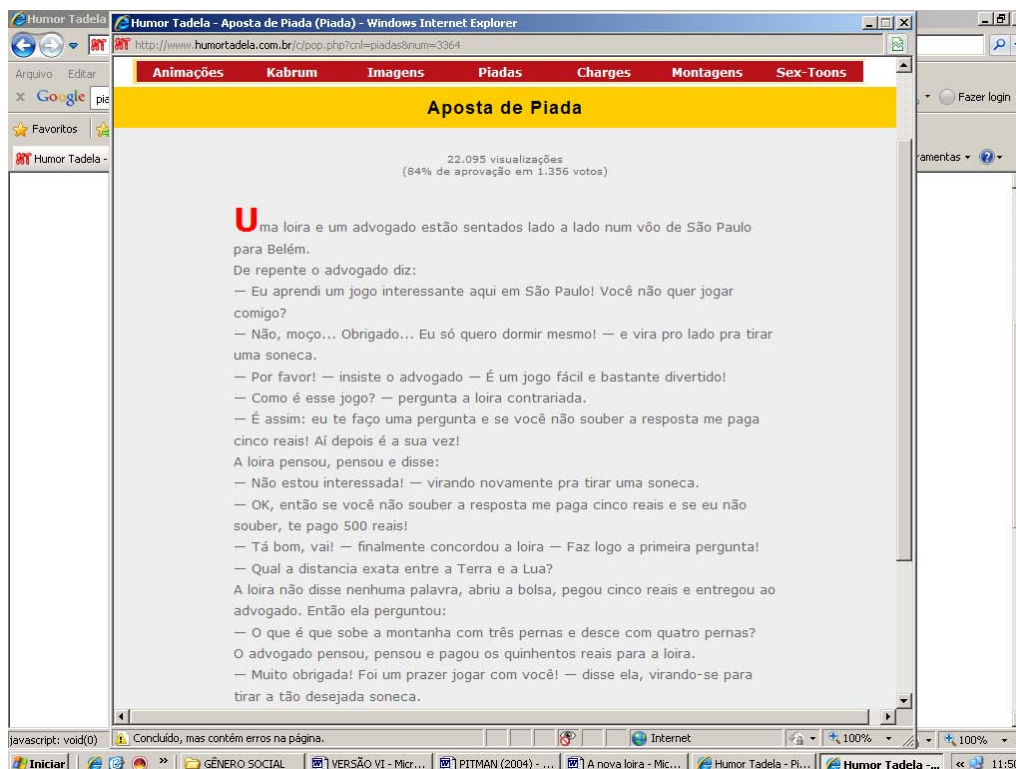 Humor Tadela
Humor Tadela - Aposta de Piada (Piada) - Windows Internet Explorer
http://www.humortadela.com.br/c/pop.php?cnl=piadas&num=3364
Arquivo Editar
Google pia
Fazer login
Favoritos
Humor Tadela -
ramentas
Animações Kabrum Imagens Piadas Charges Montagens Sex-Toons
Aposta de Piada
22.095 visualizações
(84% de aprovação em 1.356 votos)
Uma loira e um advogado estão sentados lado a lado num vôo de São Paulo
para Belém.
De repente o advogado diz:
— Eu aprendi um jogo interessante aqui em São Paulo! Você não quer jogar
comigo?
— Não, moço... Obrigado... Eu só quero dormir mesmo! — e vira pro lado pra tirar
uma soneca.
— Por favor! — insiste o advogado — É um jogo fácil e bastante divertido!
— Como é esse jogo? — pergunta a loira contrariada.
— É assim: eu te faço uma pergunta e se você não souber a resposta me paga
cinco reais! Aí depois é a sua vez!
A loira pensou, pensou e disse:
— Não estou interessada! — virando novamente pra tirar uma soneca.
— OK, então se você não souber a resposta me paga cinco reais e se eu não
souber, te pago 500 reais!
— Tá bom, vai! — finalmente concordou a loira — Faz logo a primeira pergunta!
— Qual a distancia exata entre a Terra e a Lua?
A loira não disse nenhuma palavra, abriu a bolsa, pegou cinco reais e entregou ao
advogado. Então ela perguntou:
— O que é que sobe a montanha com três pernas e desce com quatro pernas?
O advogado pensou, pensou e pagou os quinhentos reais para a loira.
— Muito obrigada! Foi um prazer jogar com você! — disse ela, virando-se para
tirar a tão desejada soneca.
javascript: void(0)
Concluído, mas contém erros na página.
Internet
100%
100%
Iniciar
»
GÊNERO SOCIAL
VERSÃO VI - Micr...
PITMAN (2004) - ...
A nova loira - Mic...
Humor Tadela - Pi...
Humor Tadela -...
«
11:50